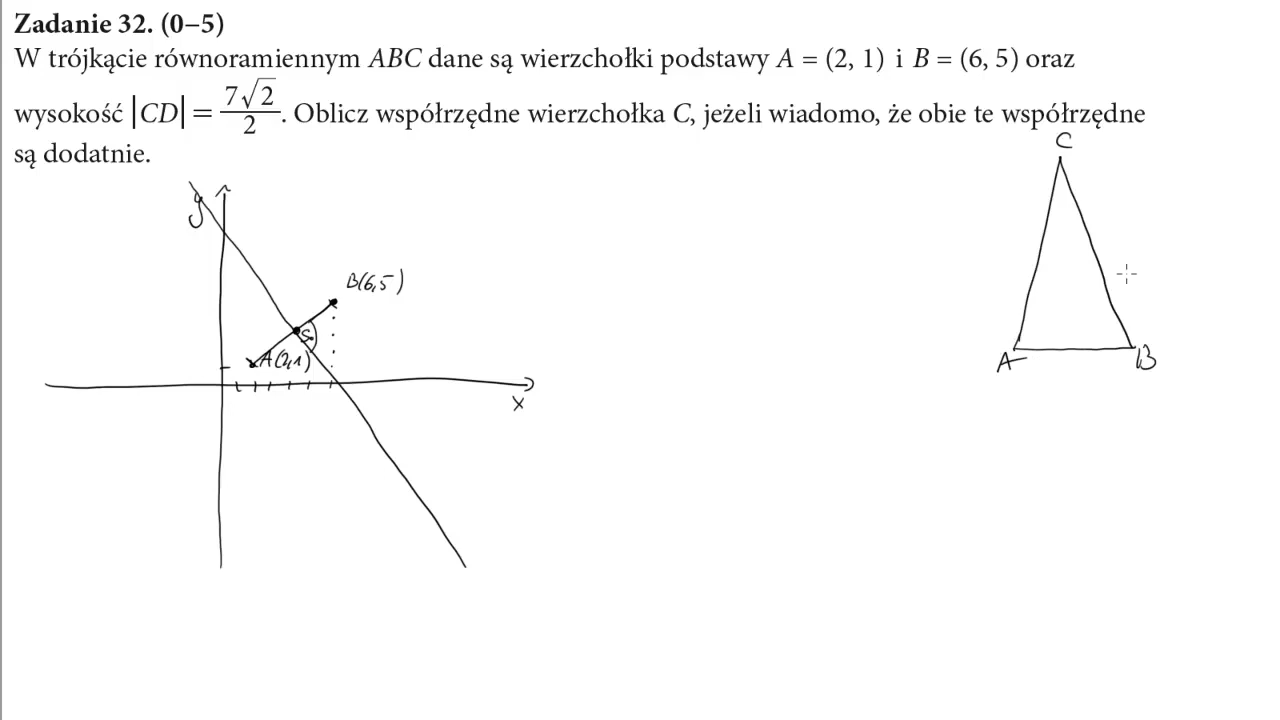 Zadanie 32. (0–5)
W trójkącie równoramiennym ABC dane są wierzchołki podstawy A = (2, 1) i B = (6, 5) oraz
wysokość |CD| = 7√2/2. Oblicz współrzędne wierzchołka C, jeżeli wiadomo, że obie te współrzędne
są dodatnie.
C
y
B(6,5)
S
A(2,1)
A
B
x